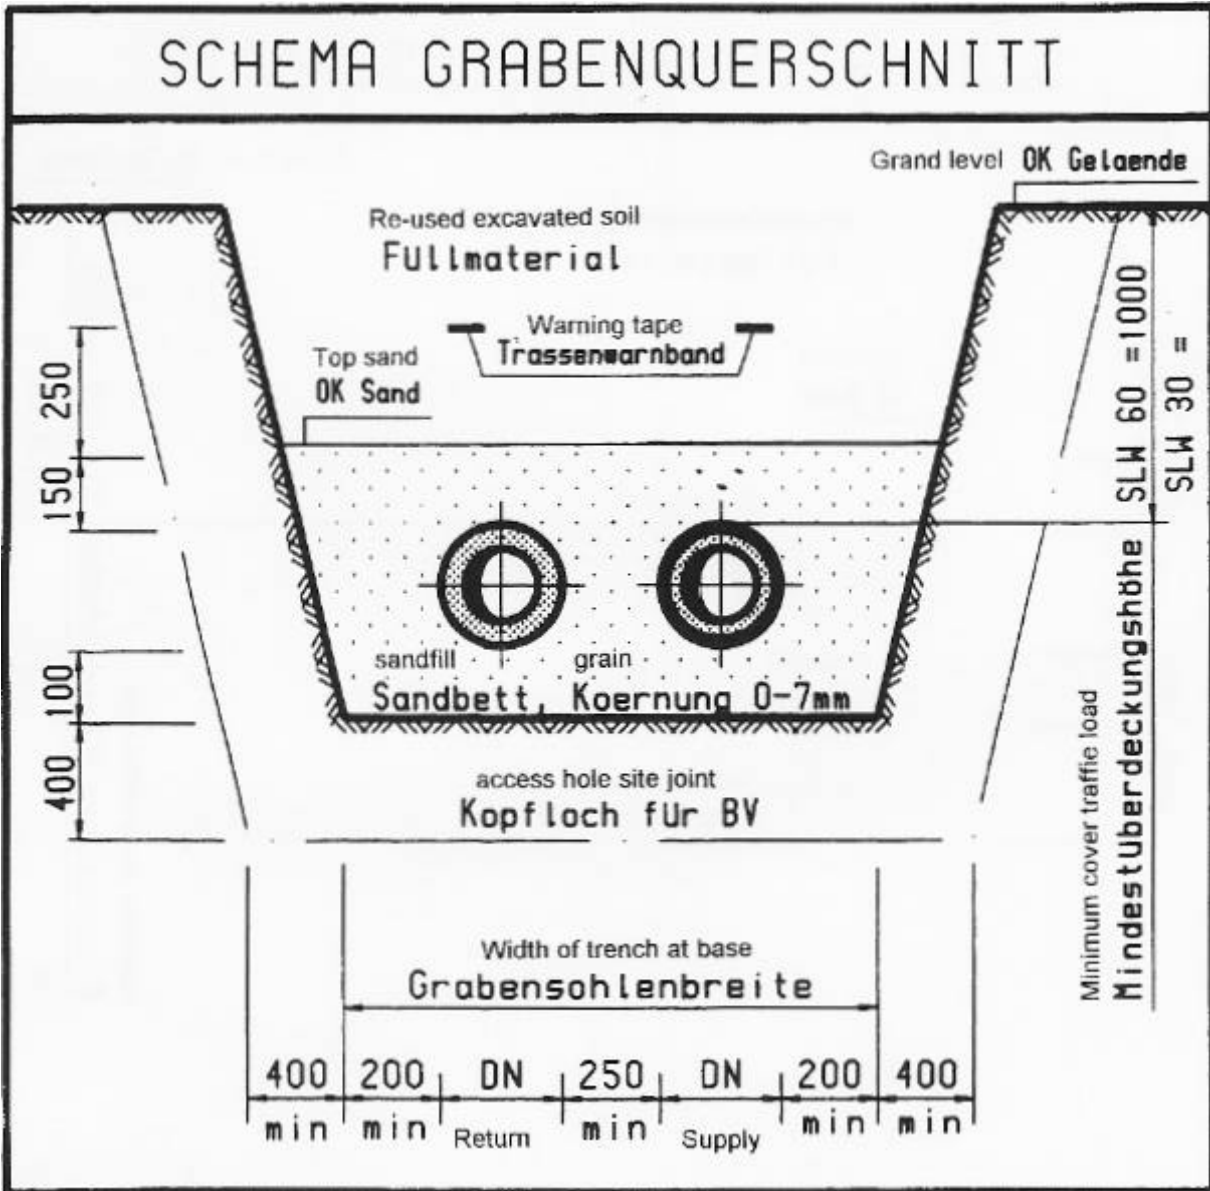 SCHEMA GRABENQUERSCHNITT
Grand level OK Gelaende
Re-used excavated soil
FUllmaterial
Warning tape
Trassenwarnband
Top sand
OK Sand
250
150
100
400
SLW 60 =1000
SLW 30 =
sandfill grain
Sandbett, Koernung 0-7mm
access hole site joint
Kopfloch fUr BV
Minimum cover traffie load
Mindestüberdeckungshöhe
Width of trench at base
Grabensohlenbreite
400 200 DN 250 DN 200 400
min min Return min Supply min min